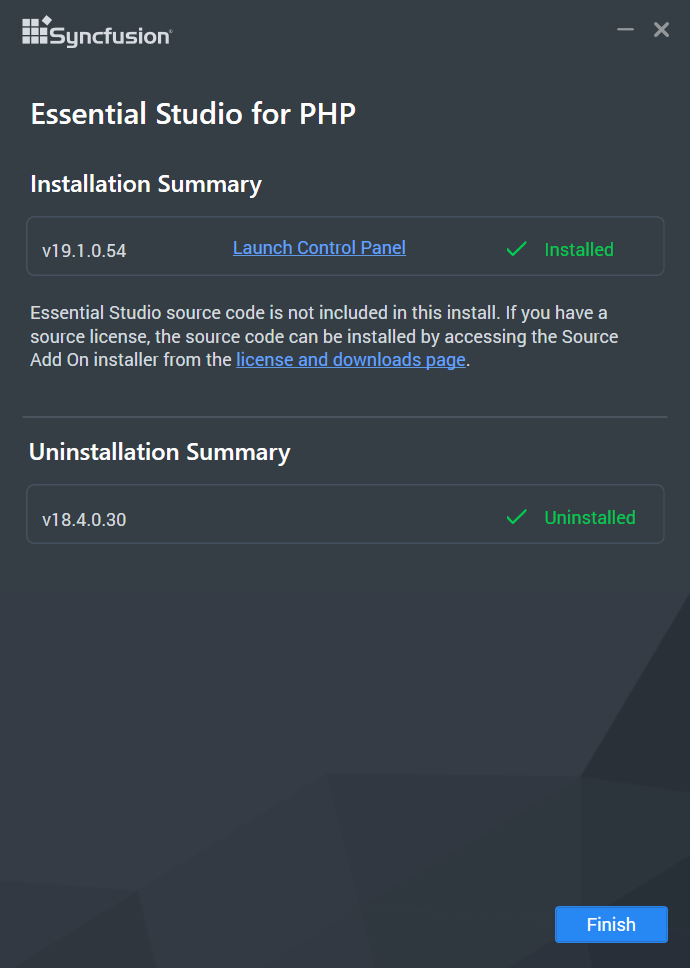 Syncfusion
Essential Studio for PHP
Installation Summary
v19.1.0.54 Launch Control Panel Installed
Essential Studio source code is not included in this install. If you have a
source license, the source code can be installed by accessing the Source
Add On installer from the license and downloads page.
Uninstallation Summary
v18.4.0.30 Uninstalled
Finish